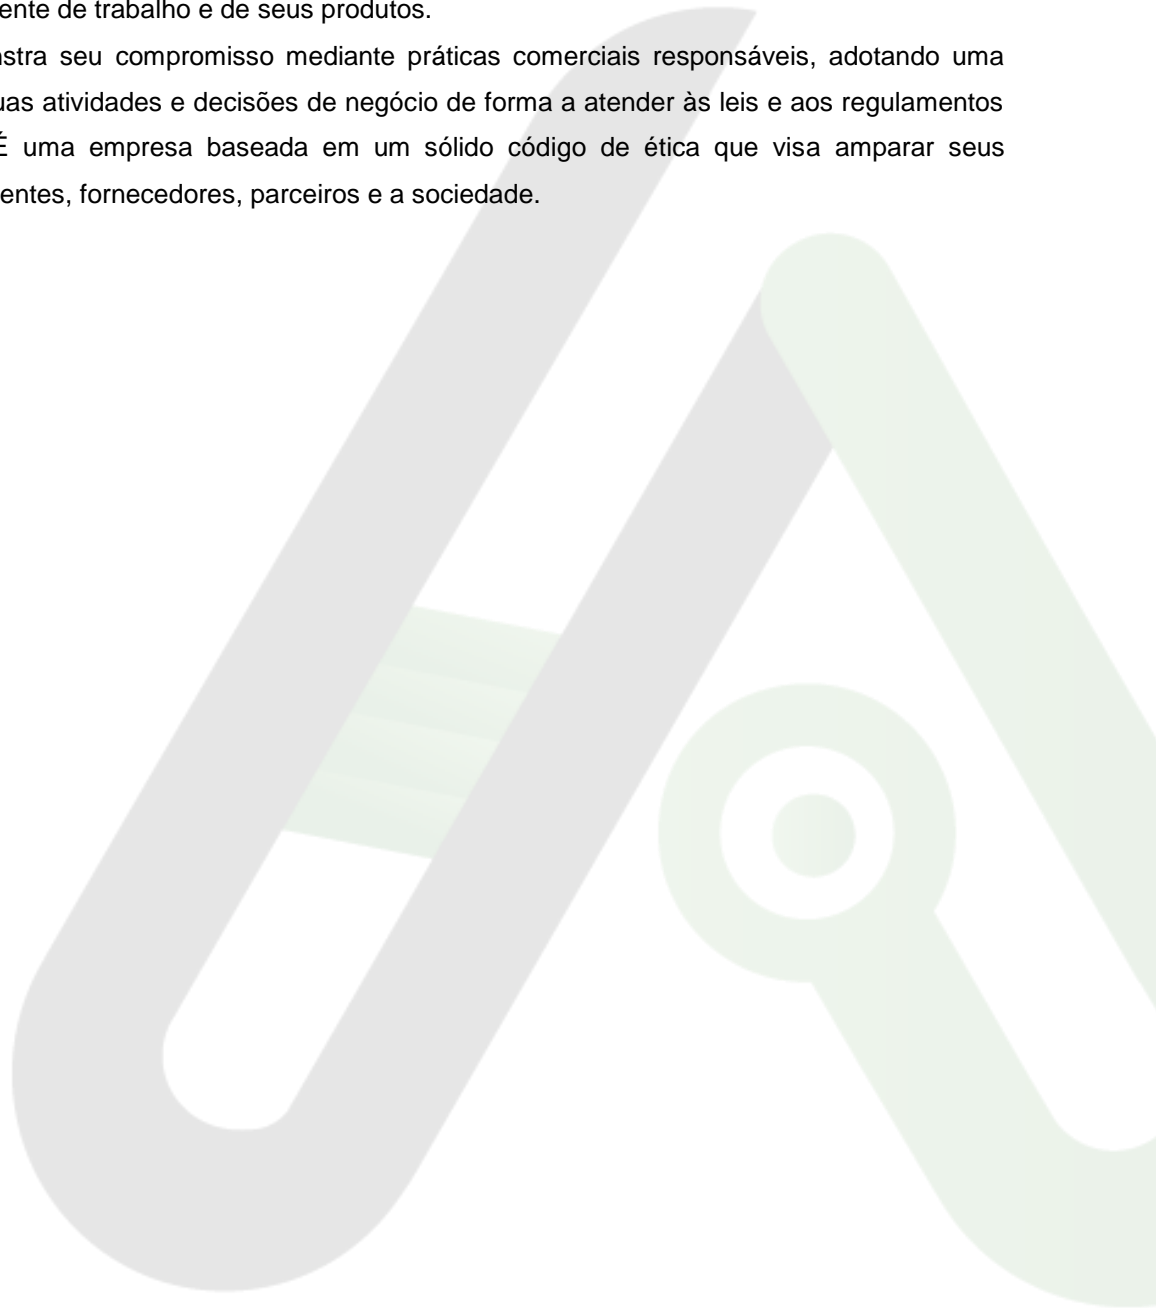 ente de trabalho e de seus produtos.
stra seu compromisso mediante práticas comerciais responsáveis, adotando uma
uas atividades e decisões de negócio de forma a atender às leis e aos regulamentos
É uma empresa baseada em um sólido código de ética que visa amparar seus
entes, fornecedores, parceiros e a sociedade.